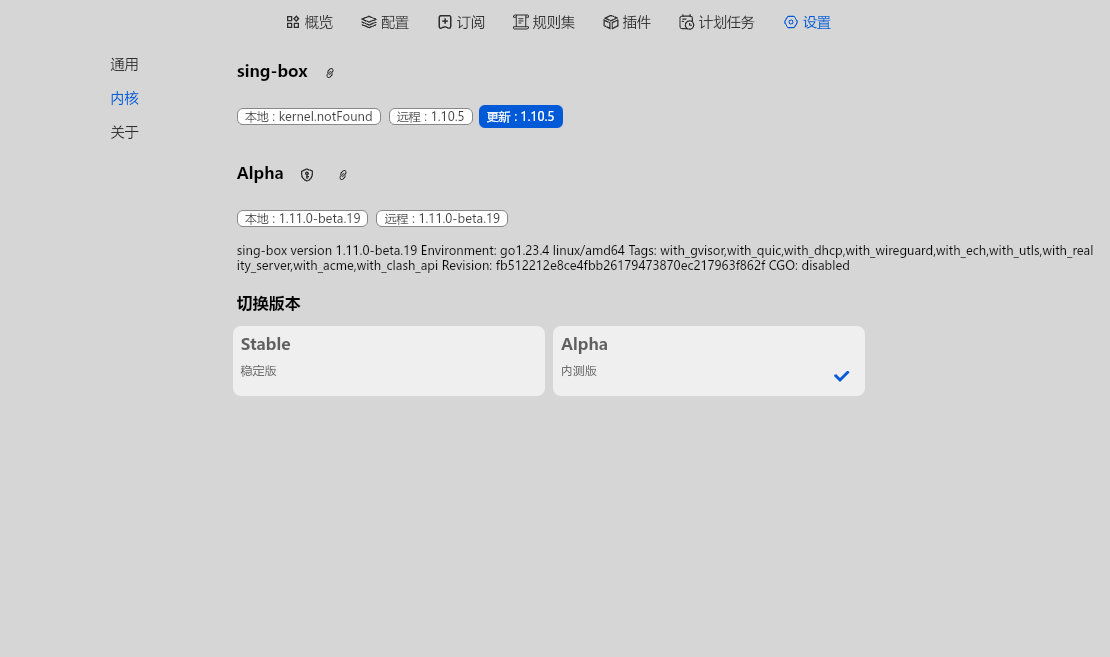 概览 配置 订阅 规则集 插件 计划任务 设置
通用
内核
关于
sing-box
本地 : kernel.notFound 远程 : 1.10.5 更新 : 1.10.5
Alpha
本地 : 1.11.0-beta.19 远程 : 1.11.0-beta.19
sing-box version 1.11.0-beta.19 Environment: go1.23.4 linux/amd64 Tags: with_gvisor,with_quic,with_dhcp,with_wireguard,with_ech,with_utls,with_real
ity_server,with_acme,with_clash_api Revision: fb512212e8ce4fbb26179473870ec217963f862f CGO: disabled
切换版本
Stable
稳定版
Alpha
内测版